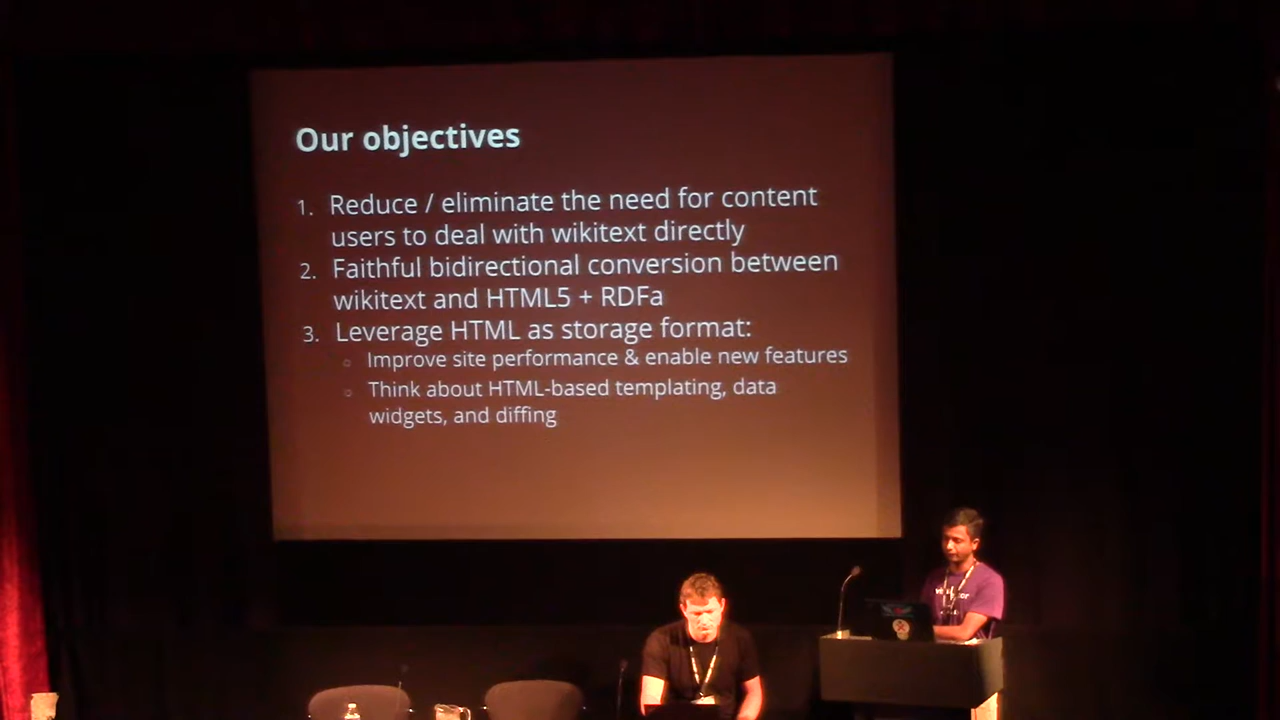 Our objectives
1. Reduce / eliminate the need for content
users to deal with wikitext directly
2. Faithful bidirectional conversion between
wikitext and HTML5 + RDFa
3. Leverage HTML as storage format:
○ Improve site performance & enable new features
○ Think about HTML-based templating, data
widgets, and diffing